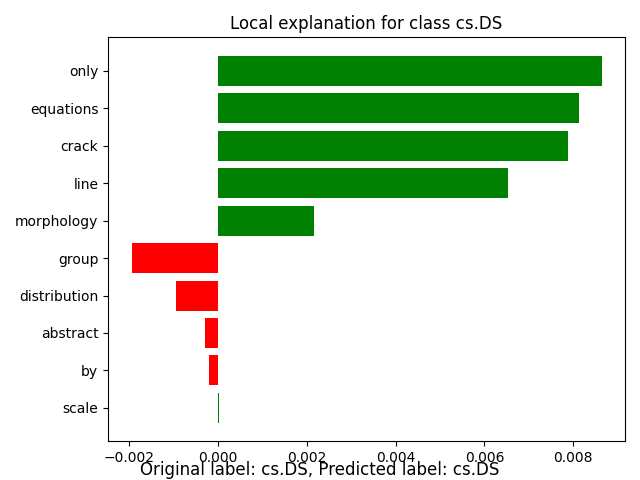 Local explanation for class cs.DS
only
equations
crack
line
morphology
group
distribution
abstract
by
scale
−0.002 0.000 0.002 0.004 0.006 0.008
Original label: cs.DS, Predicted label: cs.DS